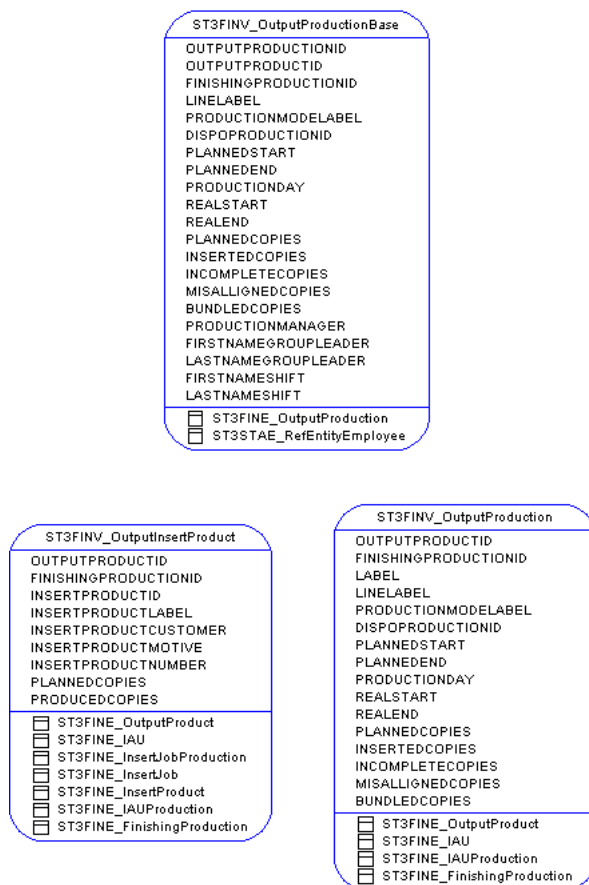 ST3FINV_OutputProductionBase
OUTPUTPRODUCTIONID
OUTPUTPRODUCTID
FINISHINGPRODUCTIONID
LINELABEL
PRODUCTIONMODELABEL
DISPOPRODUCTIONID
PLANNEDSTART
PLANNEDEND
PRODUCTIONDAY
REALSTART
REALEND
PLANNEDCOPIES
INSERTEDCOPIES
INCOMPLETECOPIES
MISALLIGNEDCOPIES
BUNDLEDCOPIES
PRODUCTIONMANAGER
FIRSTNAMEGROUPLEADER
LASTNAMEGROUPLEADER
FIRSTNAMESHIFT
LASTNAMESHIFT
ST3FINE_OutputProduction
ST3STAE_RefEntityEmployee
ST3FINV_OutputInsertProduct
OUTPUTPRODUCTID
FINISHINGPRODUCTIONID
INSERTPRODUCTID
INSERTPRODUCTLABEL
INSERTPRODUCTCUSTOMER
INSERTPRODUCTMOTIVE
INSERTPRODUCTNUMBER
PLANNEDCOPIES
PRODUCEDCOPIES
ST3FINE_OutputProduct
ST3FINE_IAU
ST3FINE_InsertJobProduction
ST3FINE_InsertJob
ST3FINE_InsertProduct
ST3FINE_IAUProduction
ST3FINE_FinishingProduction
ST3FINV_OutputProduction
OUTPUTPRODUCTID
FINISHINGPRODUCTIONID
LABEL
LINELABEL
PRODUCTIONMODELABEL
DISPOPRODUCTIONID
PLANNEDSTART
PLANNEDEND
PRODUCTIONDAY
REALSTART
REALEND
PLANNEDCOPIES
INSERTEDCOPIES
INCOMPLETECOPIES
MISALLIGNEDCOPIES
BUNDLEDCOPIES
ST3FINE_OutputProduct
ST3FINE_IAU
ST3FINE_IAUProduction
ST3FINE_FinishingProduction